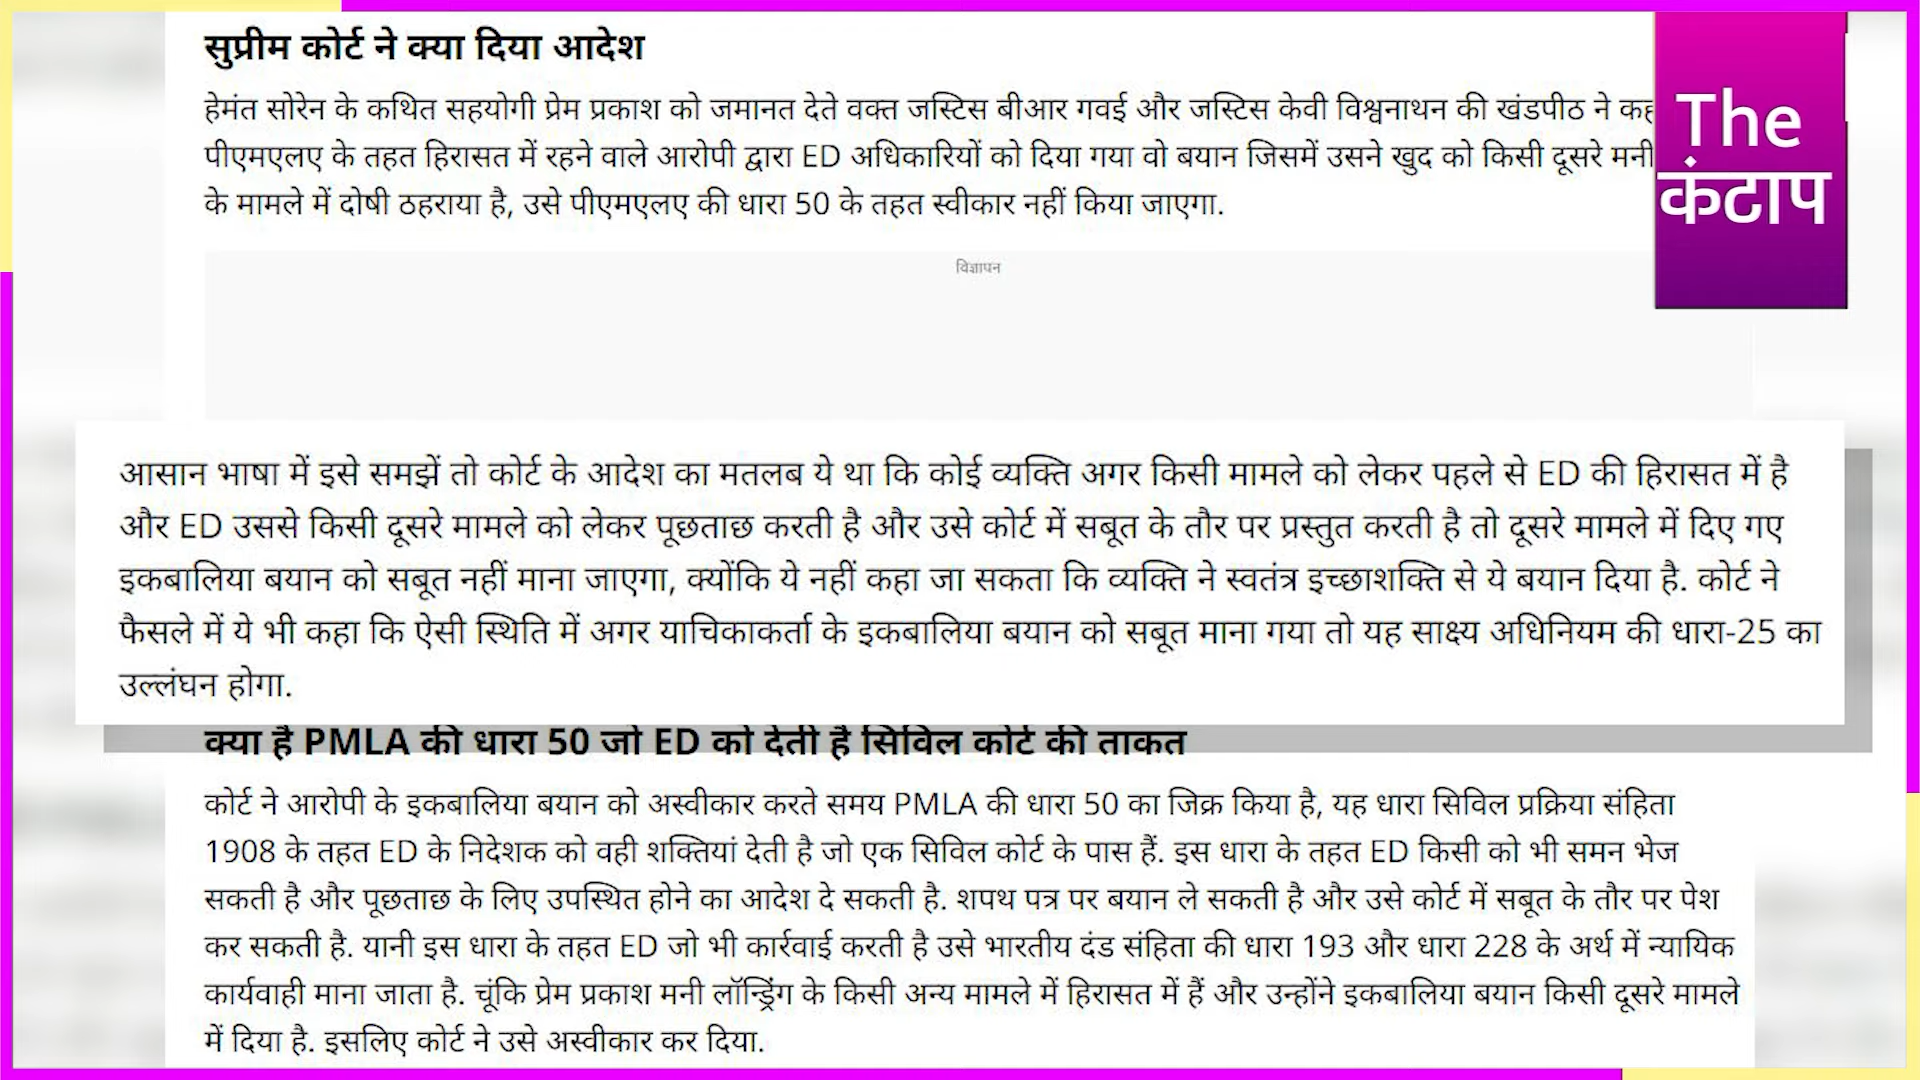 सुप्रीम कोर्ट ने क्या दिया आदेश
हेमंत सोरेन के कथित सहयोगी प्रेम प्रकाश को जमानत देते वक्त जस्टिस बीआर गवई और जस्टिस केवी विश्वनाथन की खंडपीठ ने
पीएमएलए के तहत हिरासत में रहने वाले आरोपी द्वारा ED अधिकारियों को दिया गया वो बयान जिसमें उसने खुद को किसी दूसरे मनी
के मामले में दोषी ठहराया है, उसे पीएमएलए की धारा 50 के तहत स्वीकार नहीं किया जाएगा.
The
कंटाप
विज्ञापन
आसान भाषा में इसे समझें तो कोर्ट के आदेश का मतलब ये था कि कोई व्यक्ति अगर किसी मामले को लेकर पहले से ED की हिरासत में है
और ED उससे किसी दूसरे मामले को लेकर पूछताछ करती है और उसे कोर्ट में सबूत के तौर पर प्रस्तुत करती है तो दूसरे मामले में दिए गए
इकबालिया बयान को सबूत नहीं माना जाएगा, क्योंकि ये नहीं कहा जा सकता कि व्यक्ति ने स्वतंत्र इच्छाशक्ति से ये बयान दिया है. कोर्ट ने
फैसले में ये भी कहा कि ऐसी स्थिति में अगर याचिकाकर्ता के इकबालिया बयान को सबूत माना गया तो यह साक्ष्य अधिनियम की धारा-25 का
उल्लंघन होगा.
क्या है PMLA की धारा 50 जो ED को देती है सिविल कोर्ट की ताकत
कोर्ट ने आरोपी के इकबालिया बयान को अस्वीकार करते समय PMLA की धारा 50 का जिक्र किया है, यह धारा सिविल प्रक्रिया संहिता
1908 के तहत ED के निदेशक को वही शक्तियां देती है जो एक सिविल कोर्ट के पास हैं. इस धारा के तहत ED किसी को भी समन भेज
सकती है और पूछताछ के लिए उपस्थित होने का आदेश दे सकती है. शपथ पत्र पर बयान ले सकती है और उसे कोर्ट में सबूत के तौर पर पेश
कर सकती है. यानी इस धारा के तहत ED जो भी कार्रवाई करती है उसे भारतीय दंड संहिता की धारा 193 और धारा 228 के अर्थ में न्यायिक
कार्यवाही माना जाता है. चूंकि प्रेम प्रकाश मनी लॉन्ड्रिंग के किसी अन्य मामले में हिरासत में हैं और उन्होंने इकबालिया बयान किसी दूसरे मामले
में दिया है. इसलिए कोर्ट ने उसे अस्वीकार कर दिया.